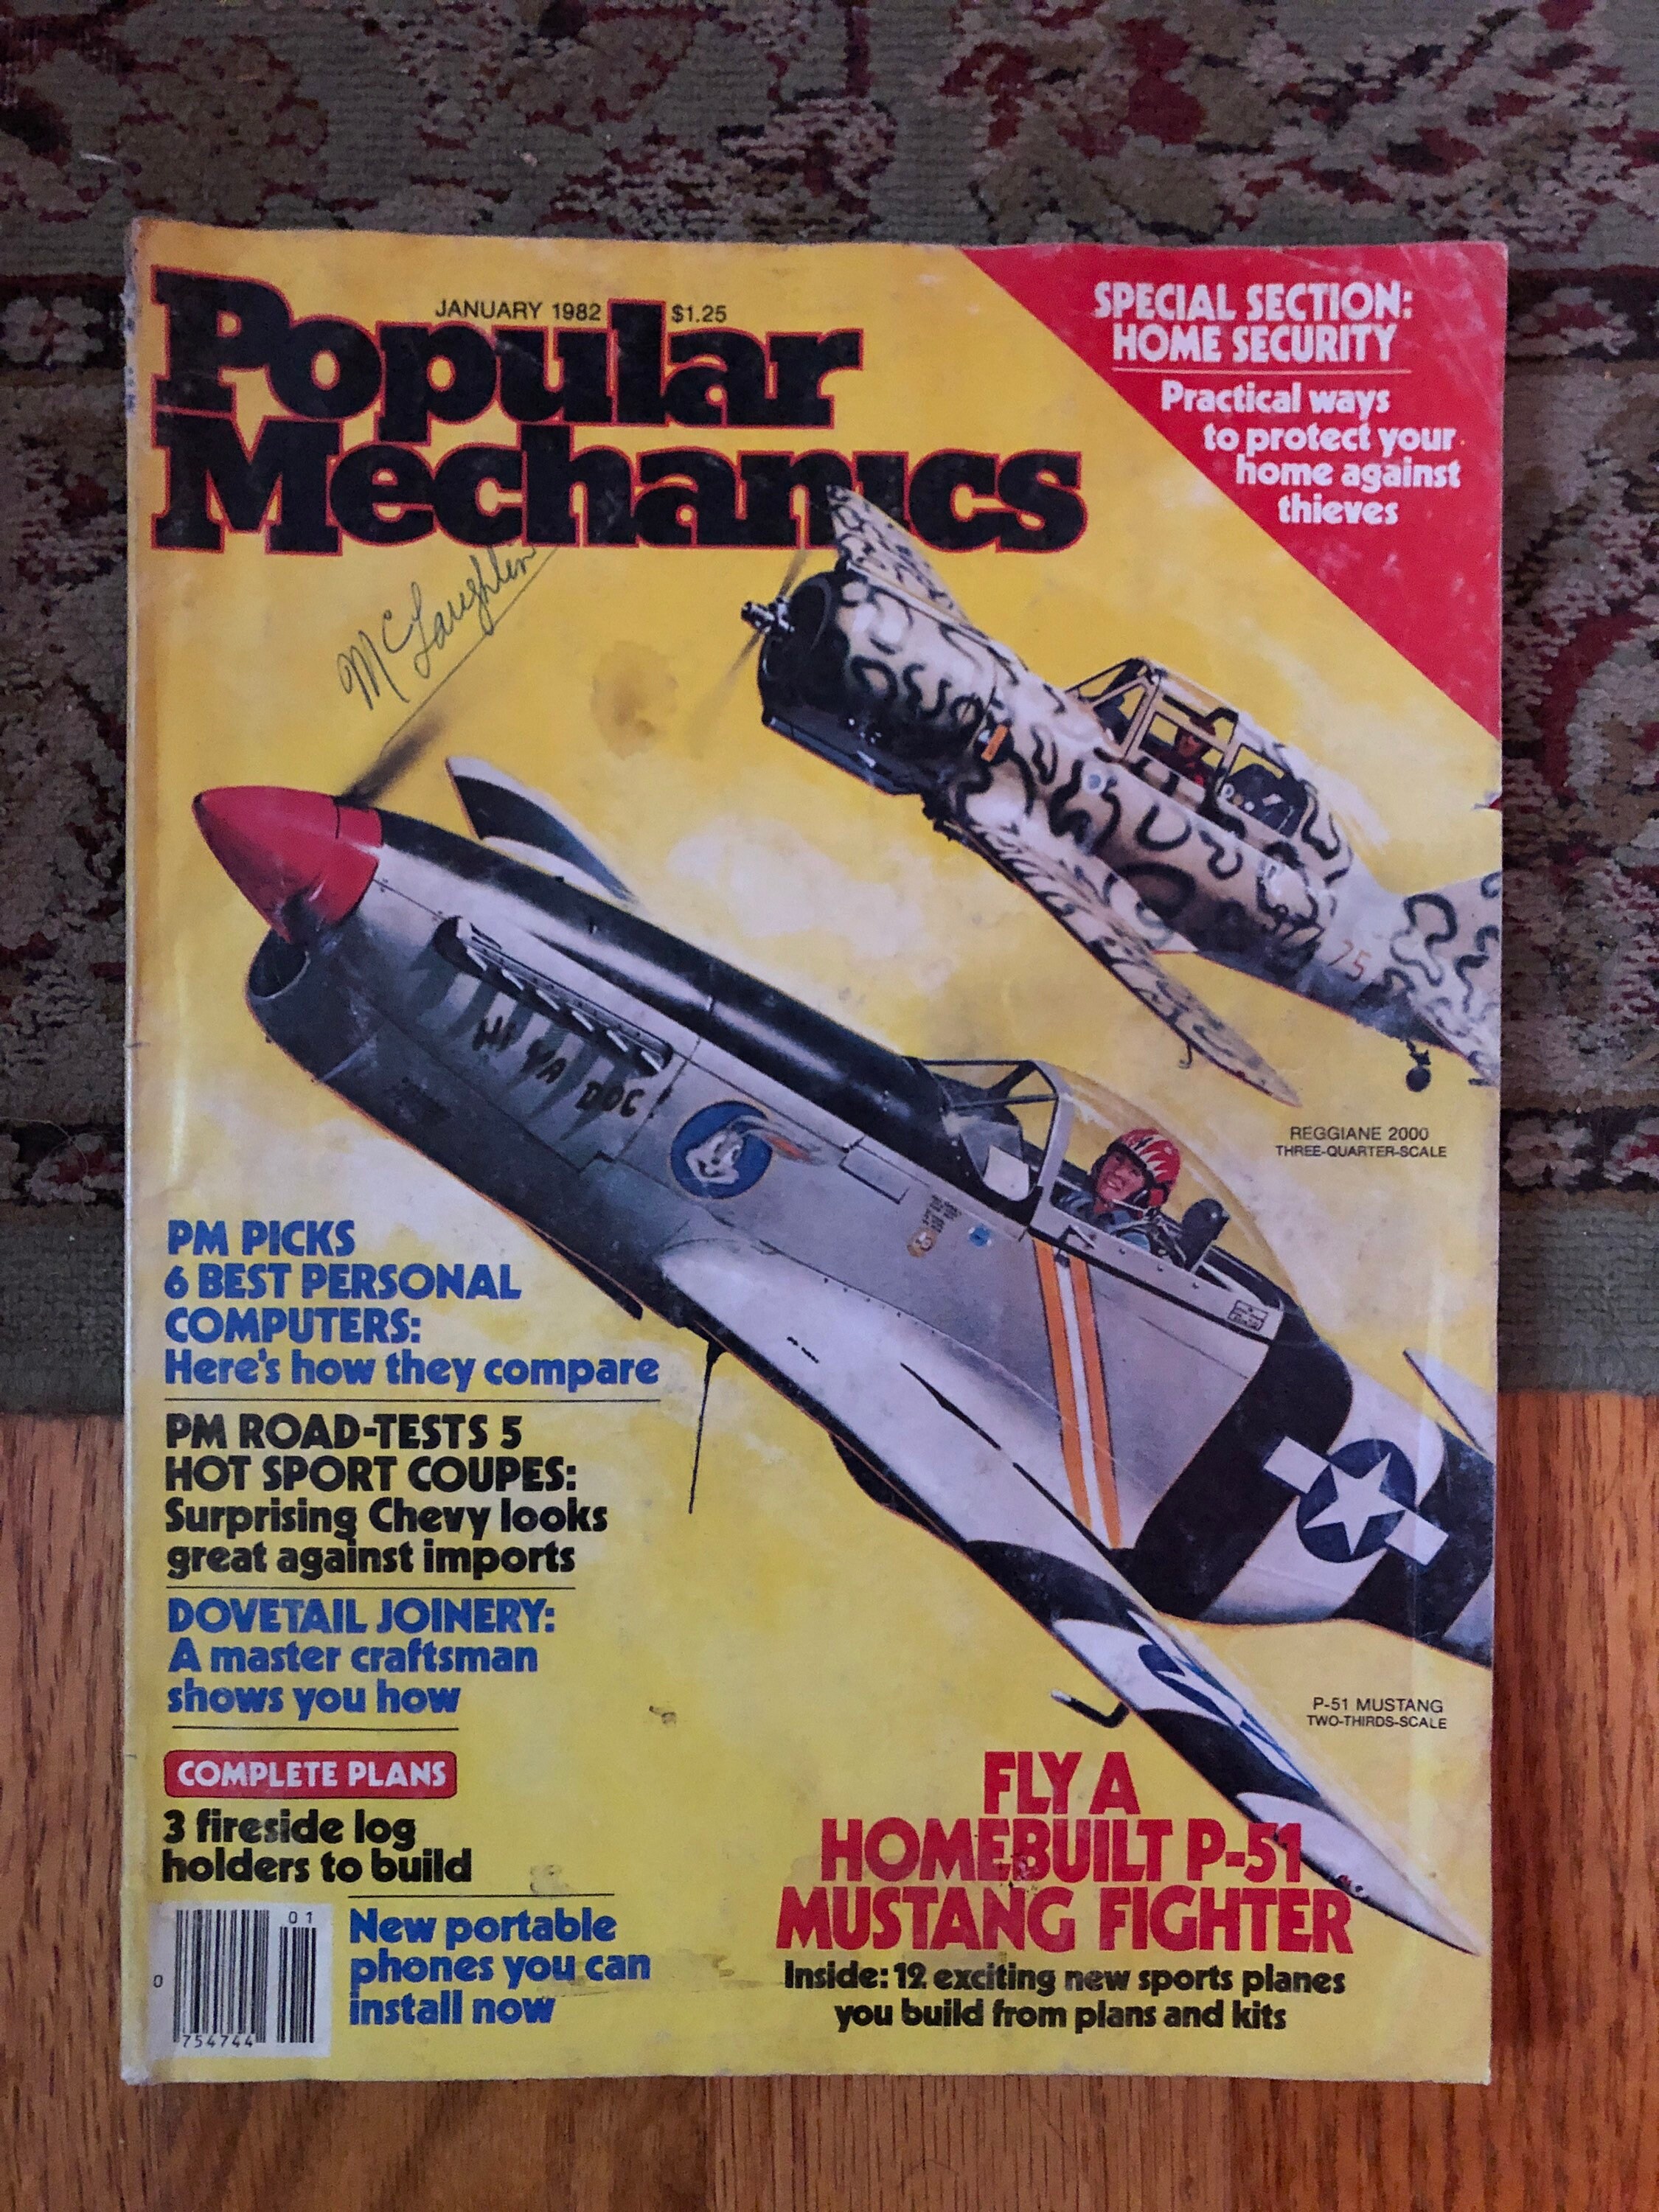 JANUARY 1982 $1.25
Popular
Mechanics
SPECIAL SECTION:
HOME SECURITY
Practical ways
to protect your
home against
thieves
McLaughlin
75
REGGIANE 2000
THREE-QUARTER-SCALE
HI YA DOC!
PM PICKS
6 BEST PERSONAL
COMPUTERS:
Here's how they compare
PM ROAD-TESTS 5
HOT SPORT COUPES:
Surprising Chevy looks
great against imports
DOVETAIL JOINERY:
A master craftsman
shows you how
COMPLETE PLANS
3 fireside log
holders to build
New portable
phones you can
install now
P-51 MUSTANG
TWO-THIRDS-SCALE
FLY A
HOMEBUILT P-51
MUSTANG FIGHTER
Inside: 12 exciting new sports planes
you build from plans and kits
01
0
754744